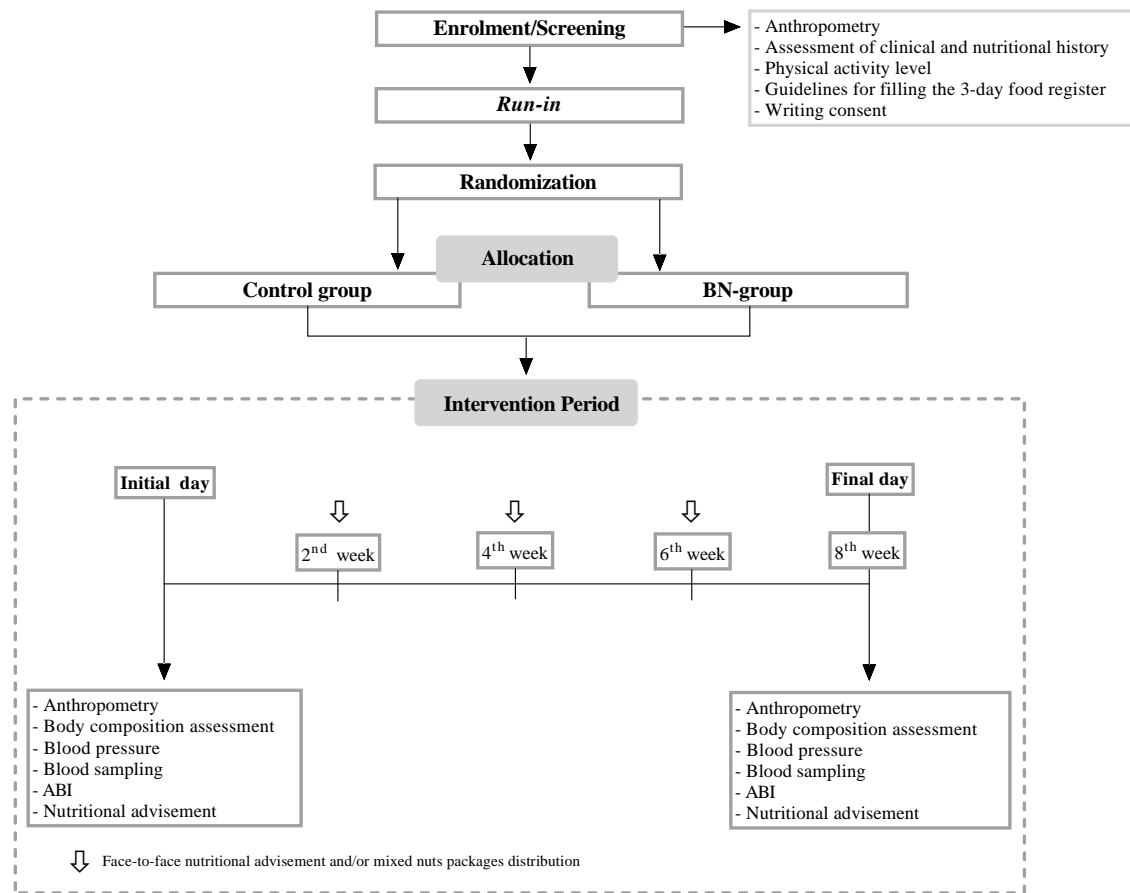 Enrolment/Screening
- Anthropometry
- Assessment of clinical and nutritional history
- Physical activity level
- Guidelines for filling the 3-day food register
- Writing consent
Run-in
Randomization
Allocation
Control group
BN-group
Intervention Period
Initial day
Final day
2nd week
4th week
6th week
8th week
- Anthropometry
- Body composition assessment
- Blood pressure
- Blood sampling
- ABI
- Nutritional advisement
- Anthropometry
- Body composition assessment
- Blood pressure
- Blood sampling
- ABI
- Nutritional advisement
Face-to-face nutritional advisement and/or mixed nuts packages distribution